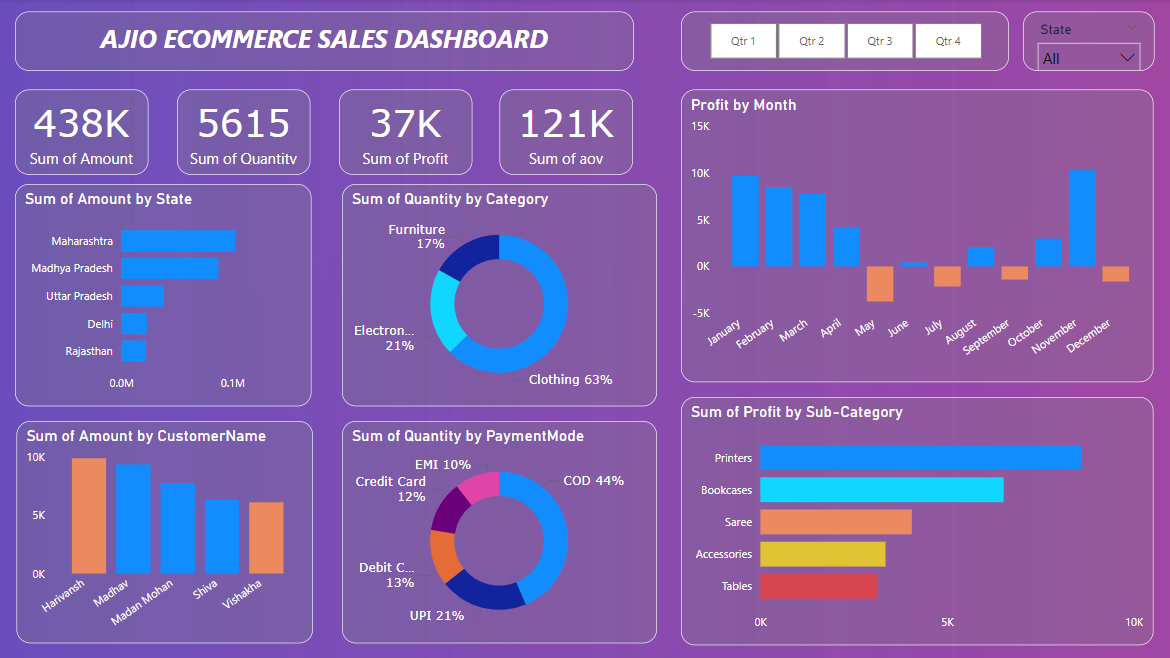 AJIO ECOMMERCE SALES DASHBOARD
Qtr 1
Qtr 2
Qtr 3
Qtr 4
State
All
438K
Sum of Amount
5615
Sum of Quantity
37K
Sum of Profit
121K
Sum of aov
Profit by Month
15K
10K
5K
0K
-5K
January
February
March
April
May
June
July
August
September
October
November
December
Sum of Amount by State
Maharashtra
Madhya Pradesh
Uttar Pradesh
Delhi
Rajasthan
0.0M
0.1M
Sum of Quantity by Category
Furniture
17%
Electron...
21%
Clothing 63%
Sum of Profit by Sub-Category
Printers
Bookcases
Saree
Accessories
Tables
0K
5K
10K
Sum of Amount by CustomerName
10K
5K
0K
Harivansh
Madhav
Madan Mohan
Shiva
Vishakha
Sum of Quantity by PaymentMode
EMI 10%
Credit Card
12%
Debit C...
13%
UPI 21%
COD 44%